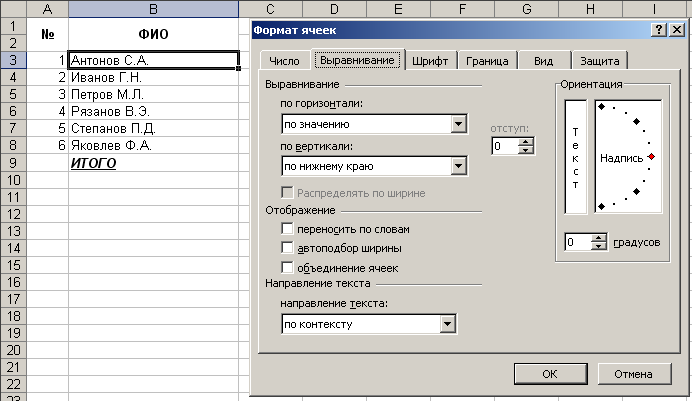 A B C D E F G H I
1 № ФИО
2
3 1 Антонов С.А.
4 2 Иванов Г.Н.
5 3 Петров М.Л.
6 4 Рязанов В.Э.
7 5 Степанов П.Д.
8 6 Яковлев Ф.А.
9 ИТОГО
10
11
12
13
14
15
16
17
18
19
20
21
22
23
Формат ячеек
Число Выравнивание Шрифт Граница Вид Защита
Выравнивание
по горизонтали:
по значению
отступ:
0
по вертикали:
по нижнему краю
Распределять по ширине
Отображение
переносить по словам
автоподбор ширины
объединение ячеек
Направление текста
направление текста:
по контексту
Ориентация
Текст
Надпись
0 градусов
ОК Отмена